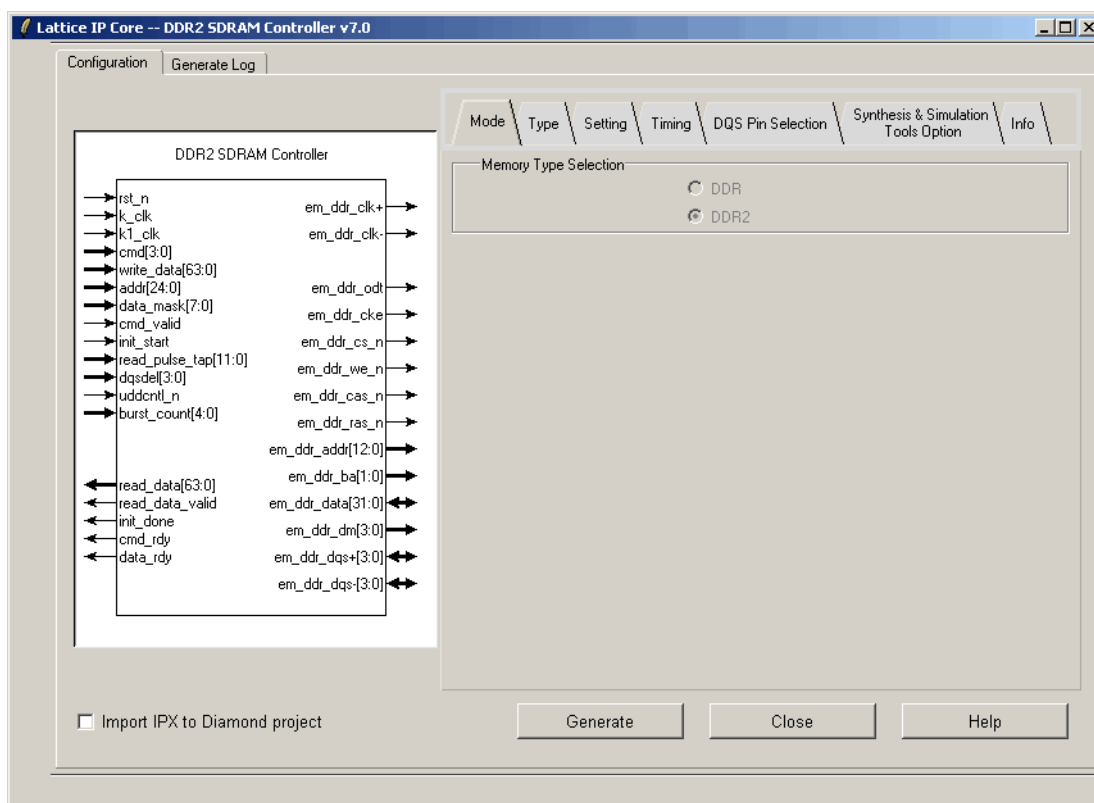 Lattice IP Core -- DDR2 SDRAM Controller v7.0
Configuration
Generate Log
DDR2 SDRAM Controller
rst_n
k_clk
k1_clk
cmd[3:0]
write_data[63:0]
addr[24:0]
data_mask[7:0]
cmd_valid
init_start
read_pulse_tap[11:0]
dqsdel[3:0]
uddcntl_n
burst_count[4:0]
read_data[63:0]
read_data_valid
init_done
cmd_rdy
data_rdy
em_ddr_clk+
em_ddr_clk-
em_ddr_odt
em_ddr_cke
em_ddr_cs_n
em_ddr_we_n
em_ddr_cas_n
em_ddr_ras_n
em_ddr_addr[12:0]
em_ddr_ba[1:0]
em_ddr_data[31:0]
em_ddr_dm[3:0]
em_ddr_dqs+[3:0]
em_ddr_dqs-[3:0]
Mode
Type
Setting
Timing
DQS Pin Selection
Synthesis & Simulation
Tools Option
Info
Memory Type Selection
DDR
DDR2
Import IPX to Diamond project
Generate
Close
Help